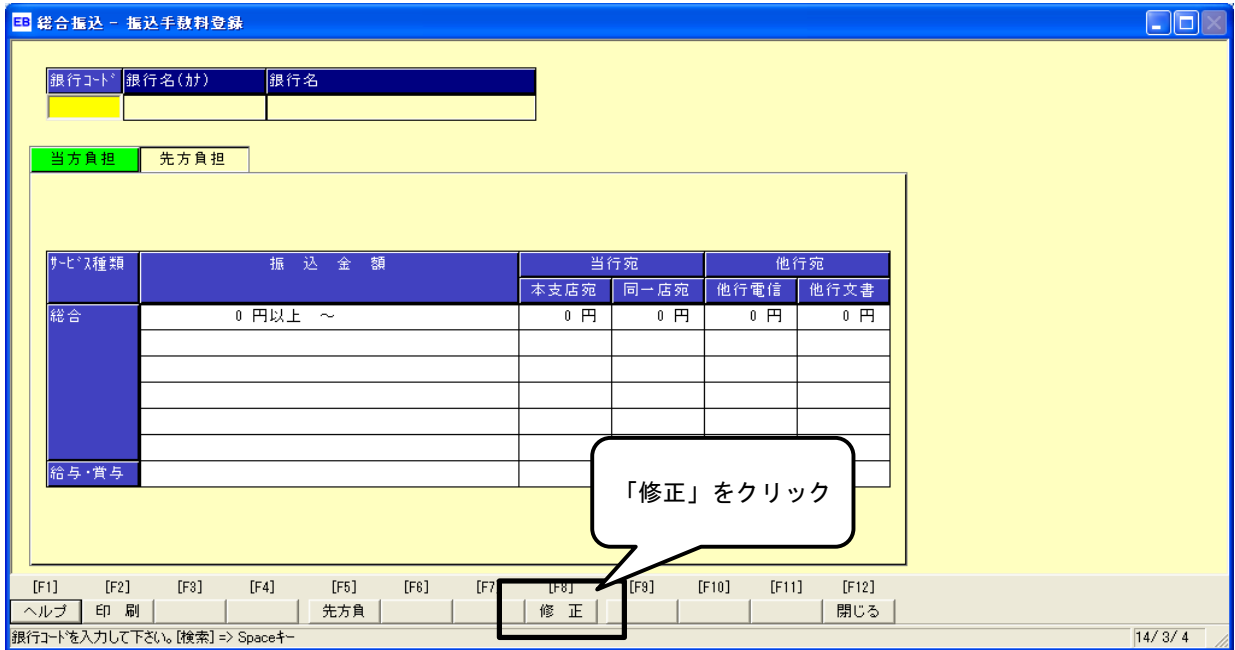 EB 総合振込 - 振込手数料登録
銀行ｺｰﾄﾞ 銀行名(ｶﾅ) 銀行名
当方負担 先方負担
ｻｰﾋﾞｽ種類 振 込 金 額 当行宛 他行宛
本支店宛 同一店宛 他行電信 他行文書
総合 0 円以上 ～ 0 円 0 円 0 円 0 円
給与・賞与
「修正」をクリック
[F1] [F2] [F3] [F4] [F5] [F6] [F7 [F8] [F9] [F10] [F11] [F12]
ヘルプ 印 刷 先方負 修 正 閉じる
銀行ｺｰﾄﾞを入力して下さい。[検索] => Spaceｷｰ 14/ 3/ 4